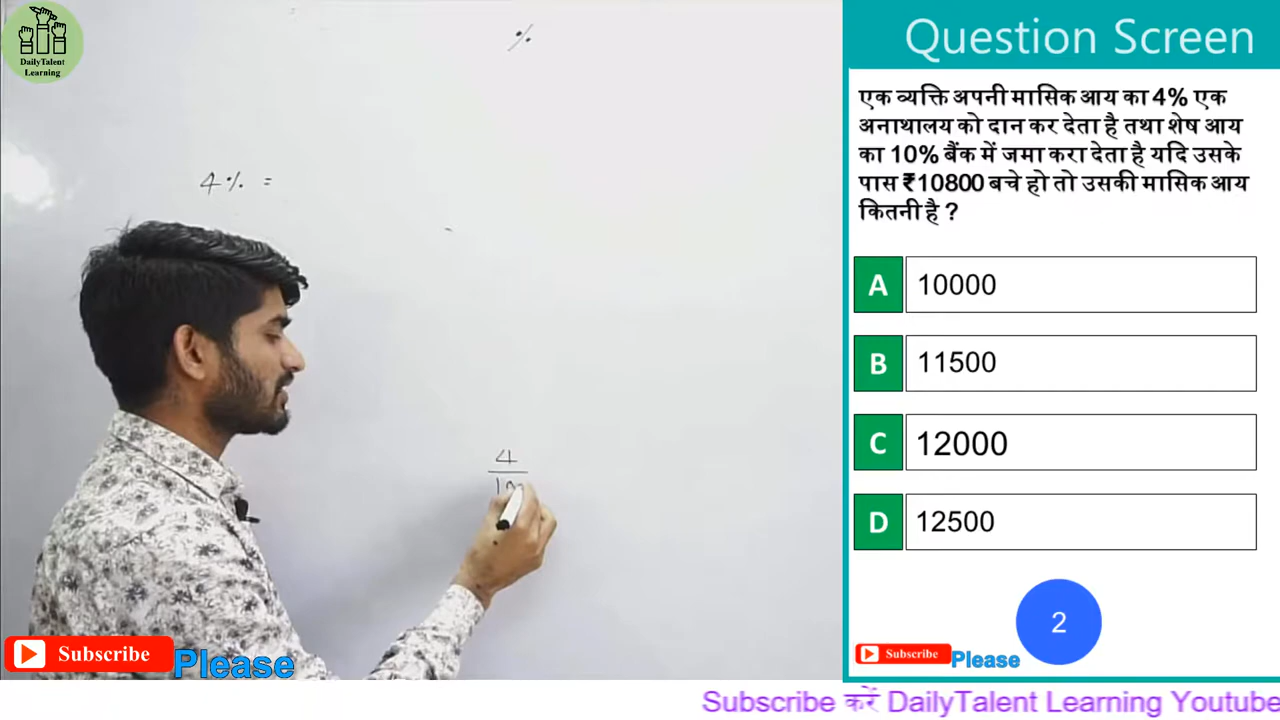 DailyTalent
Learning
%
4% =
4
Subscribe
Please
Question Screen
एक व्यक्ति अपनी मासिक आय का 4% एक
अनाथालय को दान कर देता है तथा शेष आय
का 10% बैंक में जमा करा देता है यदि उसके
पास ₹10800 बचे हो तो उसकी मासिक आय
कितनी है ?
A 10000
B 11500
C 12000
D 12500
2
Subscribe
Please
Subscribe करें DailyTalent Learning Youtube